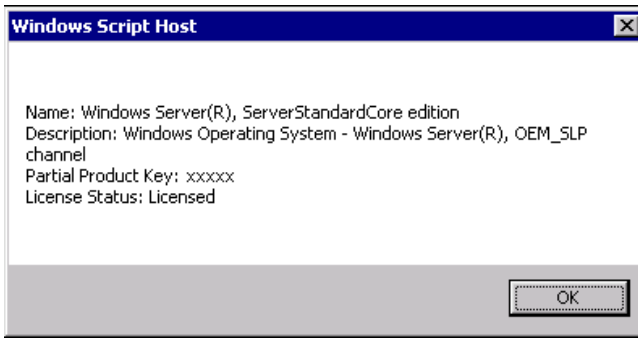 Windows Script Host
Name: Windows Server(R), ServerStandardCore edition
Description: Windows Operating System - Windows Server(R), OEM_SLP
channel
Partial Product Key: xxxxx
License Status: Licensed
OK